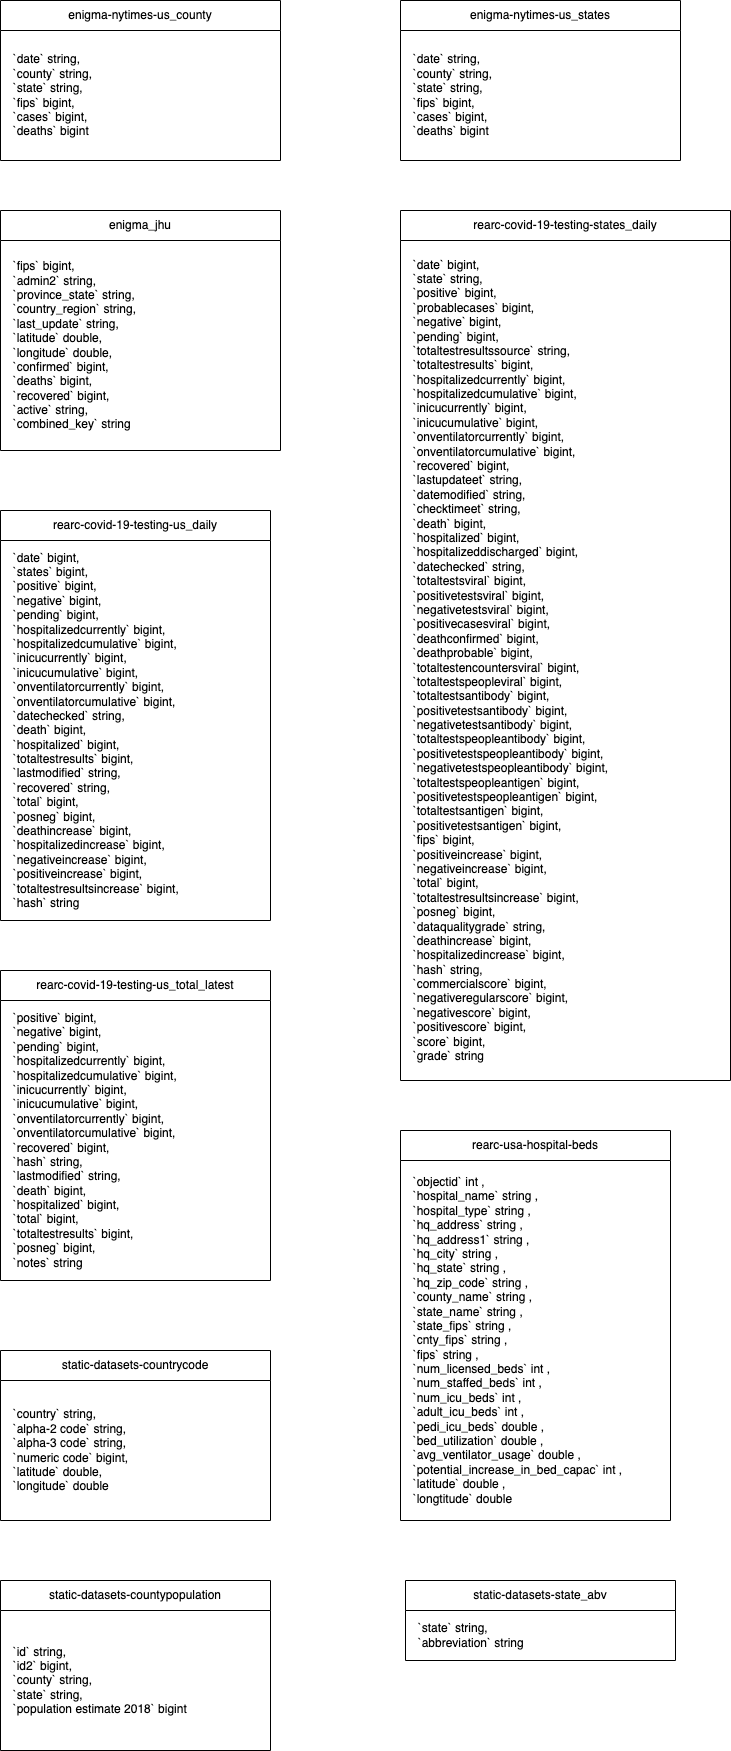 enigma-nytimes-us_county
`date` string,
`county` string,
`state` string,
`fips` bigint,
`cases` bigint,
`deaths` bigint
enigma-nytimes-us_states
`date` string,
`county` string,
`state` string,
`fips` bigint,
`cases` bigint,
`deaths` bigint
enigma_jhu
`fips` bigint,
`admin2` string,
`province_state` string,
`country_region` string,
`last_update` string,
`latitude` double,
`longitude` double,
`confirmed` bigint,
`deaths` bigint,
`recovered` bigint,
`active` string,
`combined_key` string
rearc-covid-19-testing-states_daily
`date` bigint,
`state` string,
`positive` bigint,
`probablecases` bigint,
`negative` bigint,
`pending` bigint,
`totaltestresultssource` string,
`totaltestresults` bigint,
`hospitalizedcurrently` bigint,
`hospitalizedcumulative` bigint,
`inicucurrently` bigint,
`inicucumulative` bigint,
`onventilatorcurrently` bigint,
`onventilatorcumulative` bigint,
`recovered` bigint,
`lastupdateet` string,
`datemodified` string,
`checktimeet` string,
`death` bigint,
`hospitalized` bigint,
`hospitalizeddischarged` bigint,
`datechecked` string,
`totaltestsviral` bigint,
`positivetestsviral` bigint,
`negativetestsviral` bigint,
`positivecasesviral` bigint,
`deathconfirmed` bigint,
`deathprobable` bigint,
`totaltestencountersviral` bigint,
`totaltestspeopleviral` bigint,
`totaltestsantibody` bigint,
`positivetestsantibody` bigint,
`negativetestsantibody` bigint,
`totaltestspeopleantibody` bigint,
`positivetestspeopleantibody` bigint,
`negativetestspeopleantibody` bigint,
`totaltestspeopleantigen` bigint,
`positivetestspeopleantigen` bigint,
`totaltestsantigen` bigint,
`positivetestsantigen` bigint,
`fips` bigint,
`positiveincrease` bigint,
`negativeincrease` bigint,
`total` bigint,
`totaltestresultsincrease` bigint,
`posneg` bigint,
`dataqualitygrade` string,
`deathincrease` bigint,
`hospitalizedincrease` bigint,
`hash` string,
`commercialscore` bigint,
`negativeregularscore` bigint,
`negativescore` bigint,
`positivescore` bigint,
`score` bigint,
`grade` string
rearc-covid-19-testing-us_daily
`date` bigint,
`states` bigint,
`positive` bigint,
`negative` bigint,
`pending` bigint,
`hospitalizedcurrently` bigint,
`hospitalizedcumulative` bigint,
`inicucurrently` bigint,
`inicucumulative` bigint,
`onventilatorcurrently` bigint,
`onventilatorcumulative` bigint,
`datechecked` string,
`death` bigint,
`hospitalized` bigint,
`totaltestresults` bigint,
`lastmodified` string,
`recovered` string,
`total` bigint,
`posneg` bigint,
`deathincrease` bigint,
`hospitalizedincrease` bigint,
`negativeincrease` bigint,
`positiveincrease` bigint,
`totaltestresultsincrease` bigint,
`hash` string
rearc-covid-19-testing-us_total_latest
`positive` bigint,
`negative` bigint,
`pending` bigint,
`hospitalizedcurrently` bigint,
`hospitalizedcumulative` bigint,
`inicucurrently` bigint,
`inicucumulative` bigint,
`onventilatorcurrently` bigint,
`onventilatorcumulative` bigint,
`recovered` bigint,
`hash` string,
`lastmodified` string,
`death` bigint,
`hospitalized` bigint,
`total` bigint,
`totaltestresults` bigint,
`posneg` bigint,
`notes` string
rearc-usa-hospital-beds
`objectid` int ,
`hospital_name` string ,
`hospital_type` string ,
`hq_address` string ,
`hq_address1` string ,
`hq_city` string ,
`hq_state` string ,
`hq_zip_code` string ,
`county_name` string ,
`state_name` string ,
`state_fips` string ,
`cnty_fips` string ,
`fips` string ,
`num_licensed_beds` int ,
`num_staffed_beds` int ,
`num_icu_beds` int ,
`adult_icu_beds` int ,
`pedi_icu_beds` double ,
`bed_utilization` double ,
`avg_ventilator_usage` double ,
`potential_increase_in_bed_capac` int ,
`latitude` double ,
`longtitude` double
static-datasets-countrycode
`country` string,
`alpha-2 code` string,
`alpha-3 code` string,
`numeric code` bigint,
`latitude` double,
`longitude` double
static-datasets-countypopulation
`id` string,
`id2` bigint,
`county` string,
`state` string,
`population estimate 2018` bigint
static-datasets-state_abv
`state` string,
`abbreviation` string